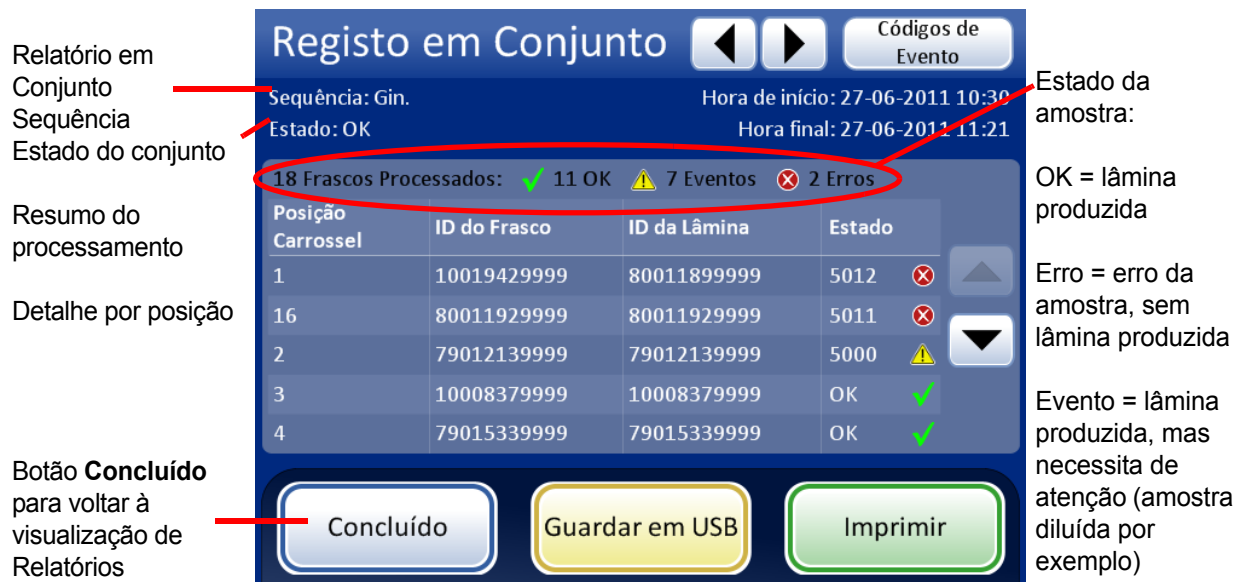 Relatório em
Conjunto
Sequência
Estado do conjunto
Resumo do
processamento
Detalhe por posição
Botão Concluído
para voltar à
visualização de
Relatórios
Registo em Conjunto
Códigos de
Evento
Sequência: Gin.
Hora de início: 27-06-2011 10:30
Estado: OK
Hora final: 27-06-2011 11:21
18 Frascos Processados: 11 OK 7 Eventos 2 Erros
Posição
Carrossel
ID do Frasco
ID da Lâmina
Estado
1 10019429999 80011899999 5012
16 80011929999 80011929999 5011
2 79012139999 79012139999 5000
3 10008379999 10008379999 OK
4 79015339999 79015339999 OK
Concluído
Guardar em USB
Imprimir
Estado da
amostra:
OK = lâmina
produzida
Erro = erro da
amostra, sem
lâmina produzida
Evento = lâmina
produzida, mas
necessita de
atenção (amostra
diluída por
exemplo)